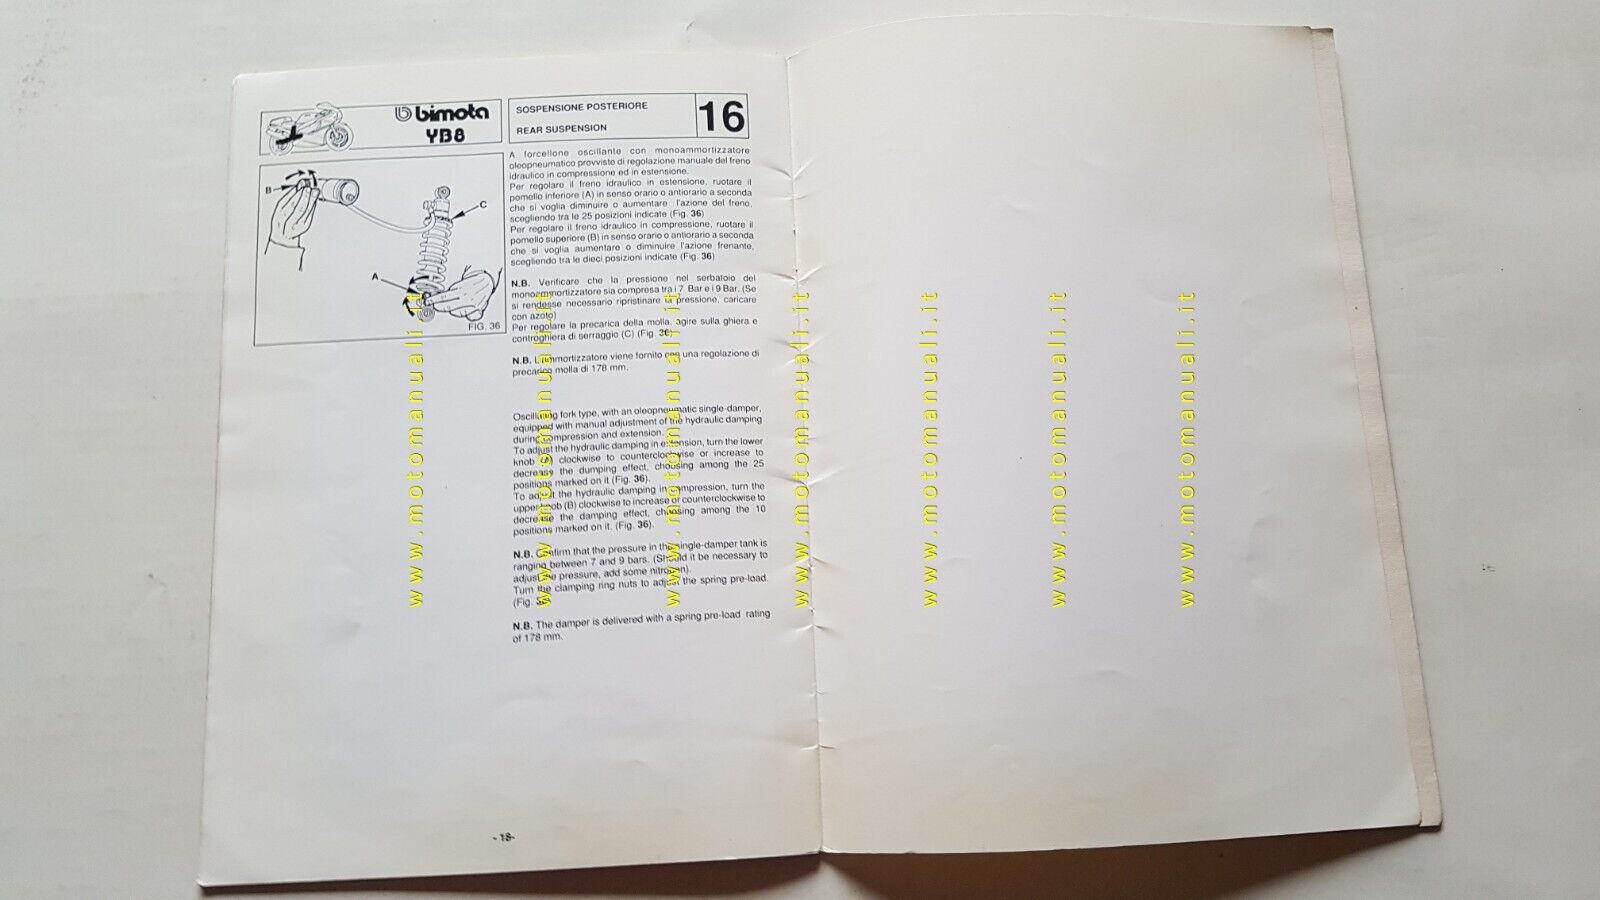 bimota
YB8
SOSPENSIONE POSTERIORE
REAR SUSPENSION
16
B
C
A
FIG. 36
A forcellone oscillante con monoammortizzatore
oleopneumatico provvisto di regolazione manuale del freno
idraulico in compressione ed in estensione.
Per regolare il freno idraulico in estensione, ruotare il
pomello inferiore (A) in senso orario o antiorario a seconda
che si voglia diminuire o aumentare l'azione del freno,
scegliendo tra le 25 posizioni indicate (Fig. 36)
Per regolare il freno idraulico in compressione, ruotare il
pomello superiore (B) in senso orario o antiorario a seconda
che si voglia aumentare o diminuire l'azione frenante,
scegliendo tra le dieci posizioni indicate (Fig. 36)
N.B. Verificare che la pressione nel serbatoio del
monoammortizzatore sia compresa tra i 7 Bar e i 9 Bar. (Se
si rendesse necessario ripristinare la pressione, caricare
con azoto)
Per regolare la precarica della molla, agire sulla ghiera e
controghiera di serraggio (C) (Fig. 36)
N.B. L'ammortizzatore viene fornito con una regolazione di
precarico molla di 178 mm.
Oscillating fork type, with an oleopneumatic single-damper,
equipped with manual adjustment of the hydraulic damping
during compression and extension.
To adjust the hydraulic damping in extension, turn the lower
knob (A) clockwise to counterclockwise or increase to
decrease the dumping effect, choosing among the 25
positions marked on it (Fig. 36).
To adjust the hydraulic damping in compression, turn the
upper knob (B) clockwise to increase or counterclockwise to
decrease the damping effect, choosing among the 10
positions marked on it. (Fig. 36).
N.B. Confirm that the pressure in the single-damper tank is
ranging between 7 and 9 bars. (Should it be necessary to
adjust the pressure, add some nitrogen).
Turn the clamping ring nuts to adjust the spring pre-load.
(Fig. 36)
N.B. The damper is delivered with a spring pre-load rating
of 178 mm.
-18-
www.motomanuali.it
www.motomanuali.it
www.motomanuali.it
www.motomanuali.it
www.motomanuali.it
www.motomanuali.it
www.motomanuali.it